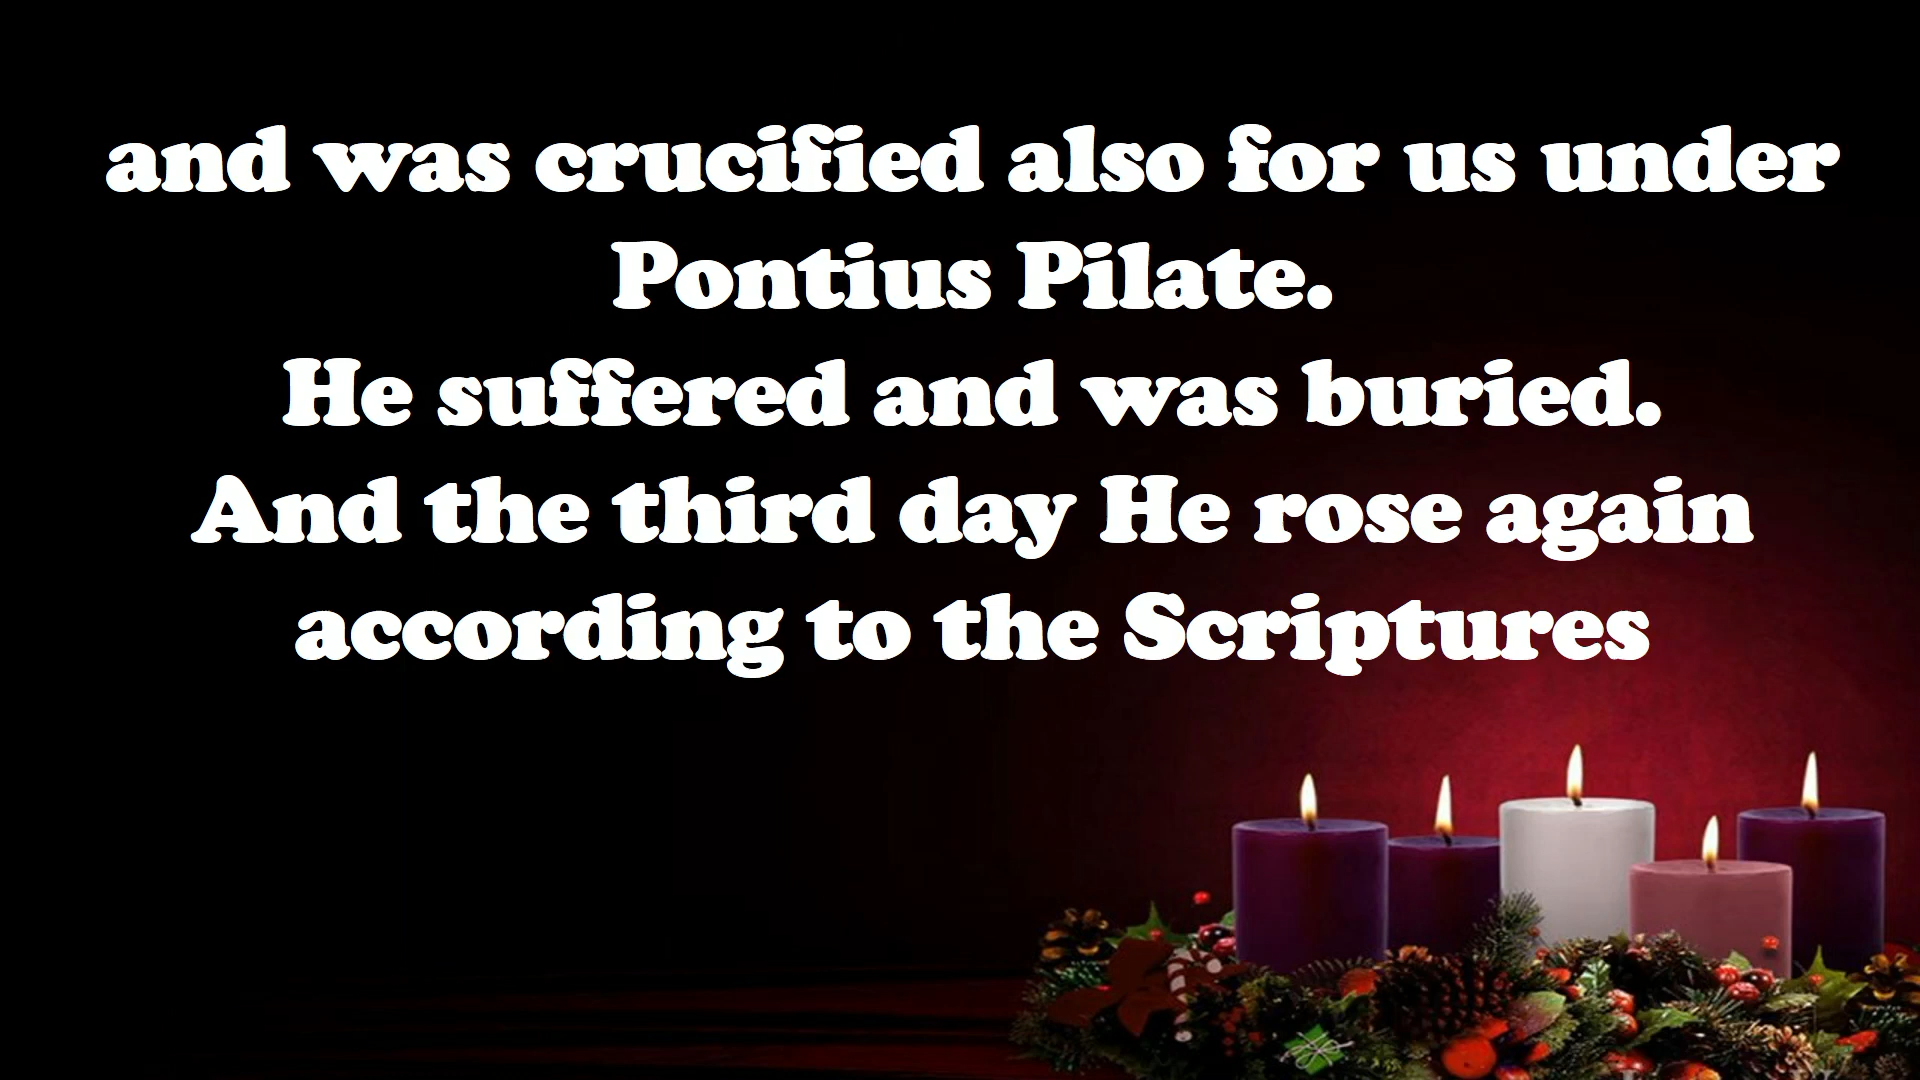 and was crucified also for us under
Pontius Pilate.
He suffered and was buried.
And the third day He rose again
according to the Scriptures